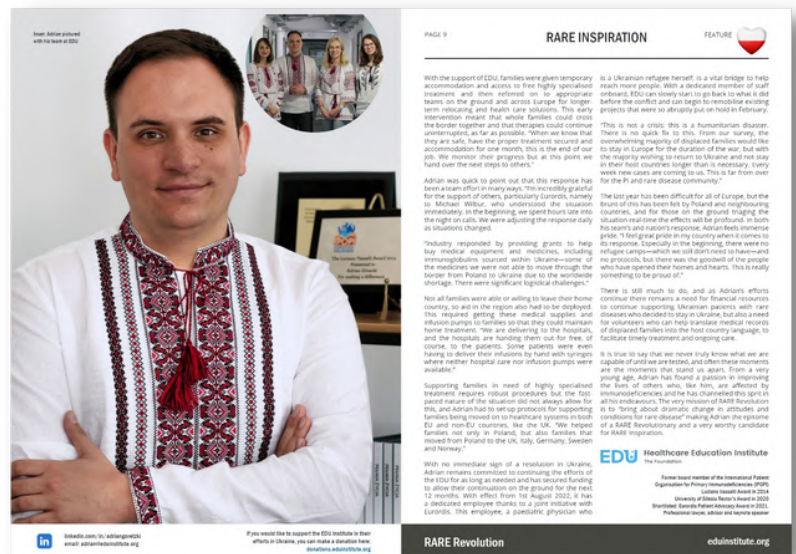 Inset: Adrian pictured
with his team at EDU
PAGE 9
RARE INSPIRATION
FEATURE
With the support of EDU, families were given temporary
accommodation and access to free highly specialised
treatment and then referred on to appropriate
teams on the ground and across Europe for longer-
term relocating and health care solutions. This early
intervention meant that whole families could cross
the border together and that therapies could continue
uninterrupted, as far as possible. "When we know that
they are safe, have the proper treatment secured and
accommodation for one month, this is the end of our
job. We monitor their progress but at this point we
hand over the next steps to others."
Adrian was quick to point out that this response has
been a team effort in many ways. "I'm incredibly grateful
for the support of others, particularly Eurordis, namely
to Michael Wilbur, who understood the situation
immediately. In the beginning, we spent hours late into
the night on calls. We were adjusting the response daily
as situations changed.
"Industry responded by providing grants to help
buy medical equipment and medicines, including
immunoglobulins sourced within Ukraine—some of
the medicines we were not able to move through the
border from Poland to Ukraine due to the worldwide
shortage. There were significant logistical challenges."
Not all families were able or willing to leave their home
country, so aid in the region also had to be deployed.
This required getting these medical supplies and
infusion pumps to families so that they could maintain
home treatment. "We are delivering to the hospitals,
and the hospitals are handing them out for free, of
course, to the patients. Some patients were even
having to deliver their infusions by hand with syringes
where neither hospital care nor infusion pumps were
available."
Supporting families in need of highly specialised
treatment requires robust procedures but the fast-
paced nature of the situation did not always allow for
this, and Adrian had to set up protocols for supporting
families being moved on to healthcare systems in both
EU and non-EU countries, like the UK. "We helped
families not only in Poland, but also families that
moved from Poland to the UK, Italy, Germany, Sweden
and Norway."
With no immediate sign of a resolution in Ukraine,
Adrian remains committed to continuing the efforts of
the EDU for as long as needed and has secured funding
to allow their continuation on the ground for the next
12 months. With effect from 1st August 2022, it has
a dedicated employee thanks to a joint initiative with
Eurordis. This employee, a paediatric physician who
is a Ukrainian refugee herself, is a vital bridge to help
reach more people. With a dedicated member of staff
onboard, EDU can slowly start to go back to what it did
before the conflict and can begin to remobilise existing
projects that were so abruptly put on hold in February.
"This is not a crisis: this is a humanitarian disaster.
There is no quick fix to this. From our survey, the
overwhelming majority of displaced families would like
to stay in Europe for the duration of the war, but with
the majority wishing to return to Ukraine and not stay
in their host countries longer than is necessary. Every
week new cases are coming to us. This is far from over
for the PI and rare disease community."
The last year has been difficult for all of Europe, but the
brunt of this has been felt by Poland and neighbouring
countries, and for those on the ground triaging the
situation real-time the effects will be profound. In both
his team's and nation's response, Adrian feels immense
pride. "I feel great pride in my country when it comes to
its response. Especially in the beginning, there were no
refugee camps—which we still don't need to have—and
no protocols, but there was the goodwill of the people
who have opened their homes and hearts. This is really
something to be proud of."
There is still much to do, and as Adrian's efforts
continue there remains a need for financial resources
to continue supporting Ukrainian patients with rare
diseases who decided to stay in Ukraine, but also a need
for volunteers who can help translate medical records
of displaced families into the host country language, to
facilitate timely treatment and ongoing care.
It is true to say that we never truly know what we are
capable of until we are tested, and often these moments
are the moments that stand us apart. From a very
young age, Adrian has found a passion in improving
the lives of others who, like him, are affected by
immunodeficiencies and he has channelled this spirit in
all his endeavours. The very mission of RARE Revolution
is to "bring about dramatic change in attitudes and
conditions for rare disease" making Adrian the epitome
of a RARE Revolutionary and a very worthy candidate
for RARE Inspiration.
EDU Healthcare Education Institute
The Foundation
Former board member of the International Patient
Organisation for Primary Immunodeficiencies (IPOPI)
Luciano Vassalli Award in 2014
University of Silesia Rector's Award in 2020
Shortlisted: Eurordis Patient Advocacy Award in 2021.
Professional lawyer, advisor and keynote speaker
in
linkedin.com/in/adriangoretzki
email: adrian@eduinstitute.org
If you would like to support the EDU Institute in their
efforts in Ukraine, you can make a donation here:
donations.eduinstitute.org
RARE Revolution
eduinstitute.org